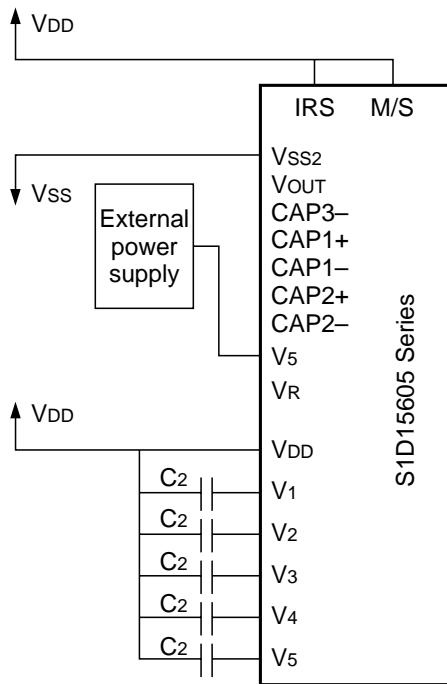 VDD
IRS M/S
VSS2
VSS
VOUT
External
power
supply
CAP3–
CAP1+
CAP1–
CAP2+
CAP2–
V5
VR
S1D15605 Series
VDD
VDD
C2 V1
C2 V2
C2 V3
C2 V4
C2 V5